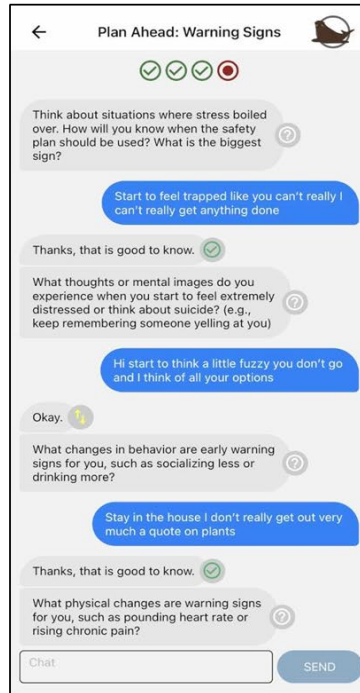 Plan Ahead: Warning Signs
Think about situations where stress boiled
over. How will you know when the safety
plan should be used? What is the biggest
sign?
Start to feel trapped like you can't really I
can't really get anything done
Thanks, that is good to know.
What thoughts or mental images do you
experience when you start to feel extremely
distressed or think about suicide? (e.g.,
keep remembering someone yelling at you)
Hi start to think a little fuzzy you don't go
and I think of all your options
Okay.
What changes in behavior are early warning
signs for you, such as socializing less or
drinking more?
Stay in the house I don't really get out very
much a quote on plants
Thanks, that is good to know.
What physical changes are warning signs
for you, such as pounding heart rate or
rising chronic pain?
Chat
SEND